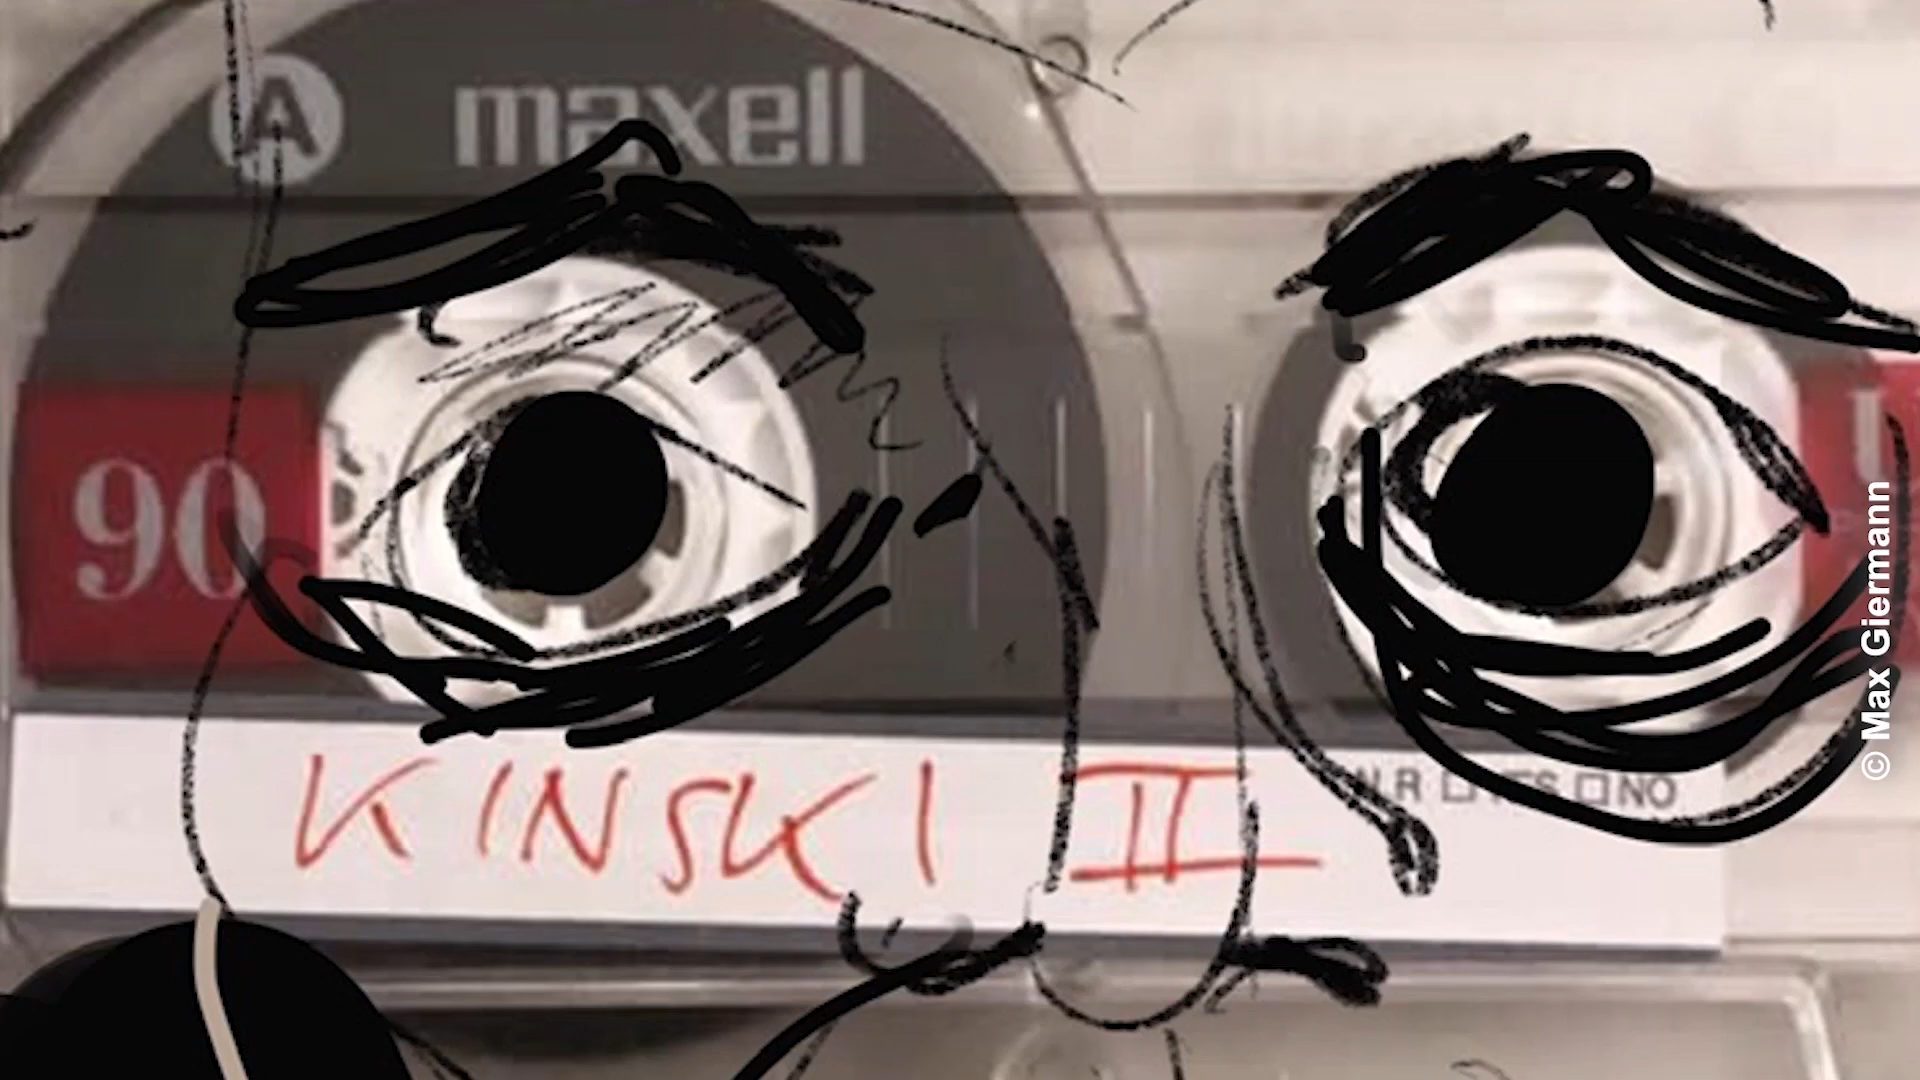 A maxell
90
KINSKI II
N.R □ YES □ NO
© Max Giermann